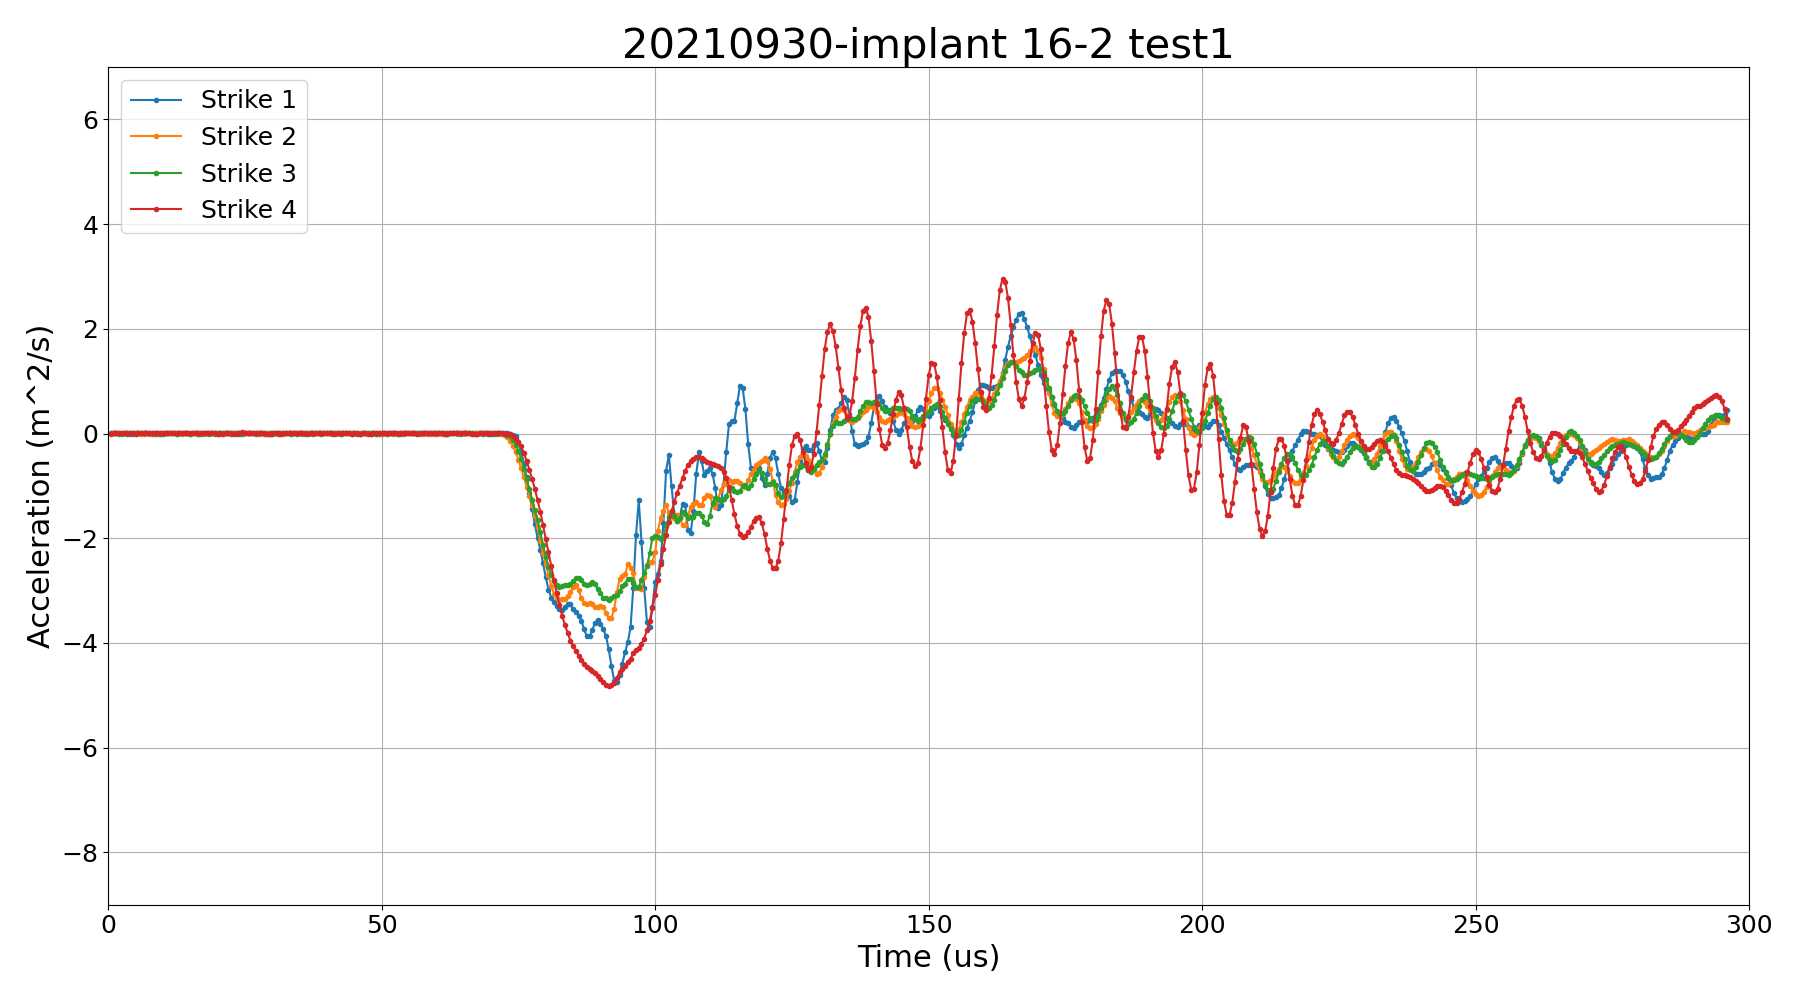 20210930-implant 16-2 test1
Strike 1
Strike 2
Strike 3
Strike 4
Acceleration (m^2/s)
6
4
2
0
−2
−4
−6
−8
0 50 100 150 200 250 300
Time (us)